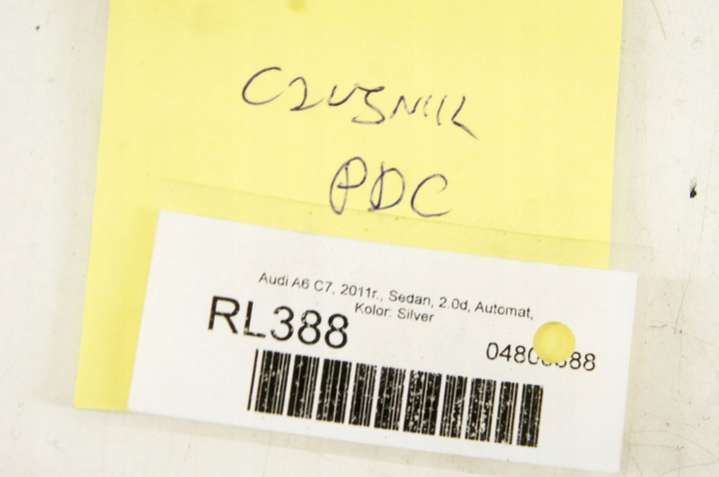 CZUJNIK
PDC
Audi A6 C7, 2011r., Sedan, 2.0d, Automat,
Kolor: Silver
RL388